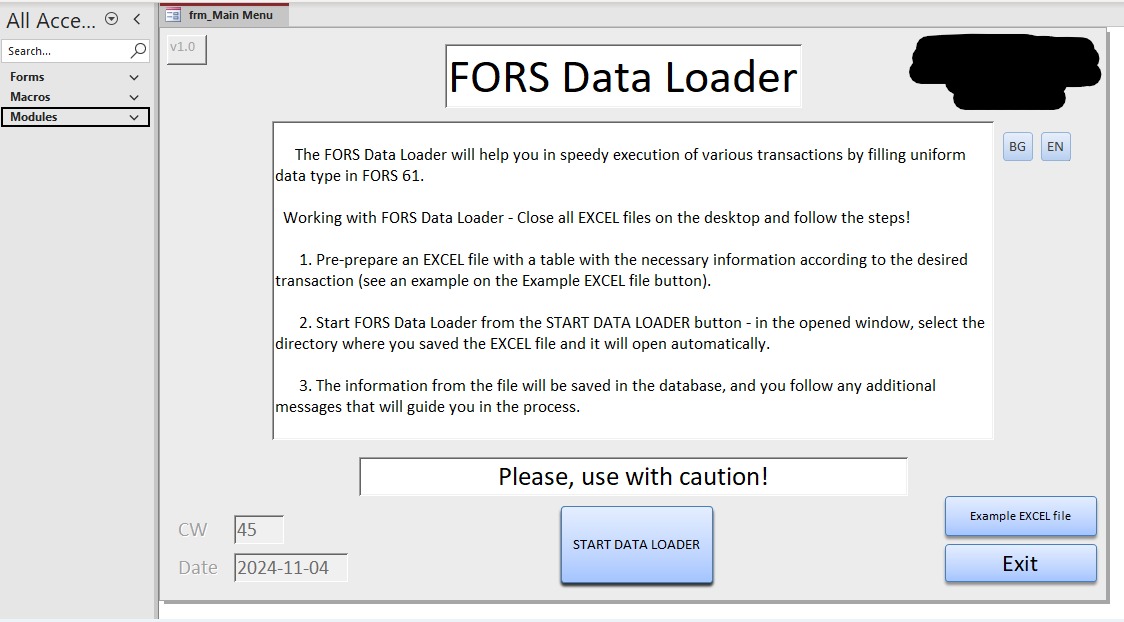 All Acce...
Search...
Forms
Macros
Modules
frm_Main Menu
v1.0
FORS Data Loader
BG
EN
The FORS Data Loader will help you in speedy execution of various transactions by filling uniform
data type in FORS 61.
Working with FORS Data Loader - Close all EXCEL files on the desktop and follow the steps!
1. Pre-prepare an EXCEL file with a table with the necessary information according to the desired
transaction (see an example on the Example EXCEL file button).
2. Start FORS Data Loader from the START DATA LOADER button - in the opened window, select the
directory where you saved the EXCEL file and it will open automatically.
3. The information from the file will be saved in the database, and you follow any additional
messages that will guide you in the process.
Please, use with caution!
CW
45
Date
2024-11-04
START DATA LOADER
Example EXCEL file
Exit